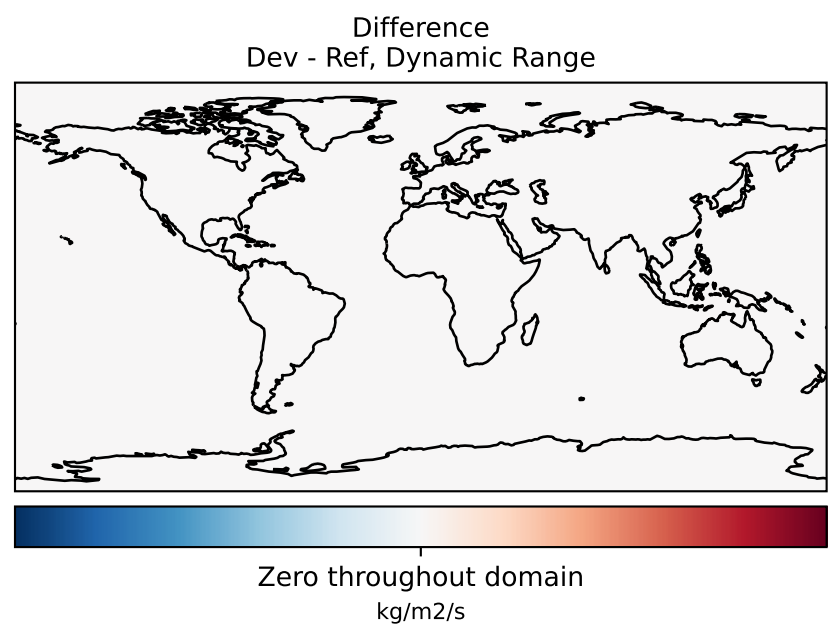 Difference
Dev - Ref, Dynamic Range
Zero throughout domain
kg/m2/s